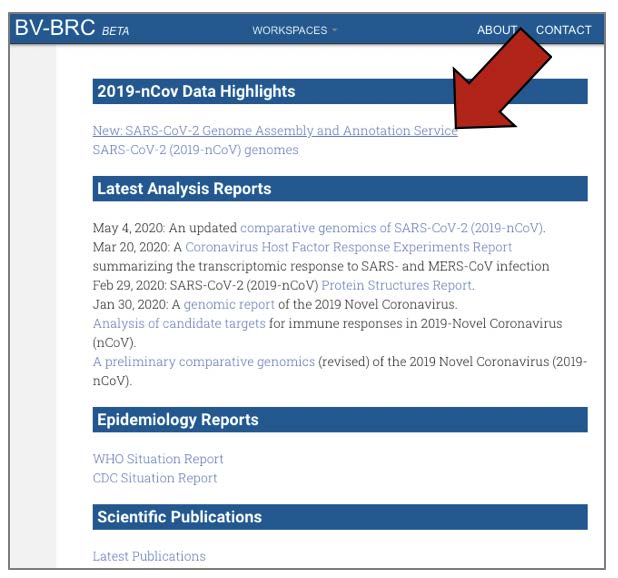 BV-BRC BETA WORKSPACES ABOUT CONTACT
2019-nCov Data Highlights
New: SARS-CoV-2 Genome Assembly and Annotation Service
SARS-CoV-2 (2019-nCoV) genomes
Latest Analysis Reports
May 4, 2020: An updated comparative genomics of SARS-CoV-2 (2019-nCoV).
Mar 20, 2020: A Coronavirus Host Factor Response Experiments Report
summarizing the transcriptomic response to SARS- and MERS-CoV infection
Feb 29, 2020: SARS-CoV-2 (2019-nCoV) Protein Structures Report.
Jan 30, 2020: A genomic report of the 2019 Novel Coronavirus.
Analysis of candidate targets for immune responses in 2019-Novel Coronavirus
(nCoV).
A preliminary comparative genomics (revised) of the 2019 Novel Coronavirus (2019-
nCoV).
Epidemiology Reports
WHO Situation Report
CDC Situation Report
Scientific Publications
Latest Publications